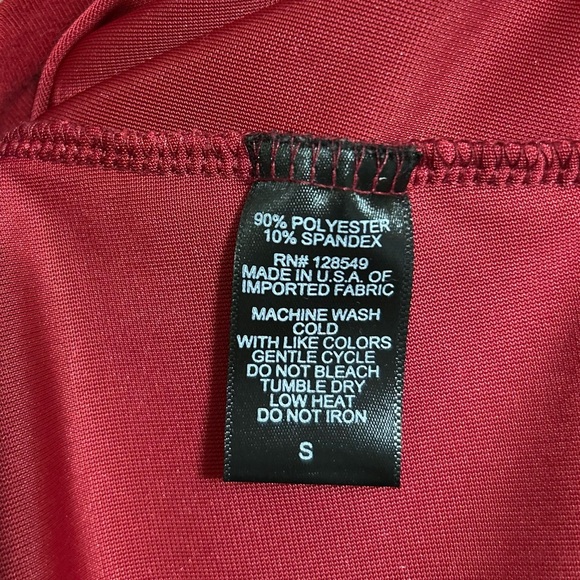 90% POLYESTER
10% SPANDEX
RN# 128549
MADE IN U.S.A. OF
IMPORTED FABRIC
MACHINE WASH
COLD
WITH LIKE COLORS
GENTLE CYCLE
DO NOT BLEACH
TUMBLE DRY
LOW HEAT
DO NOT IRON
S